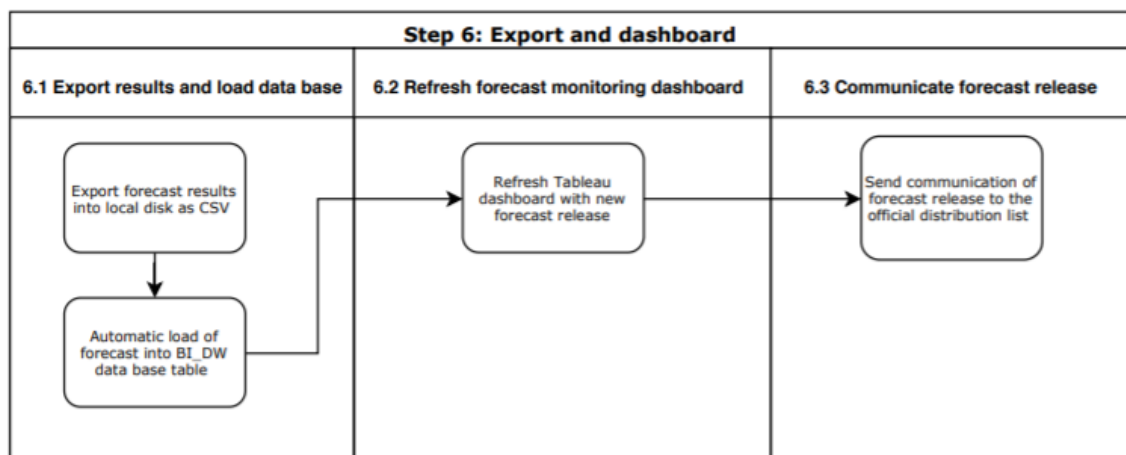 Step 6: Export and dashboard
6.1 Export results and load data base
6.2 Refresh forecast monitoring dashboard
6.3 Communicate forecast release
Export forecast results
into local disk as CSV
Automatic load of
forecast into BI_DW
data base table
Refresh Tableau
dashboard with new
forecast release
Send communication of
forecast release to the
official distribution list